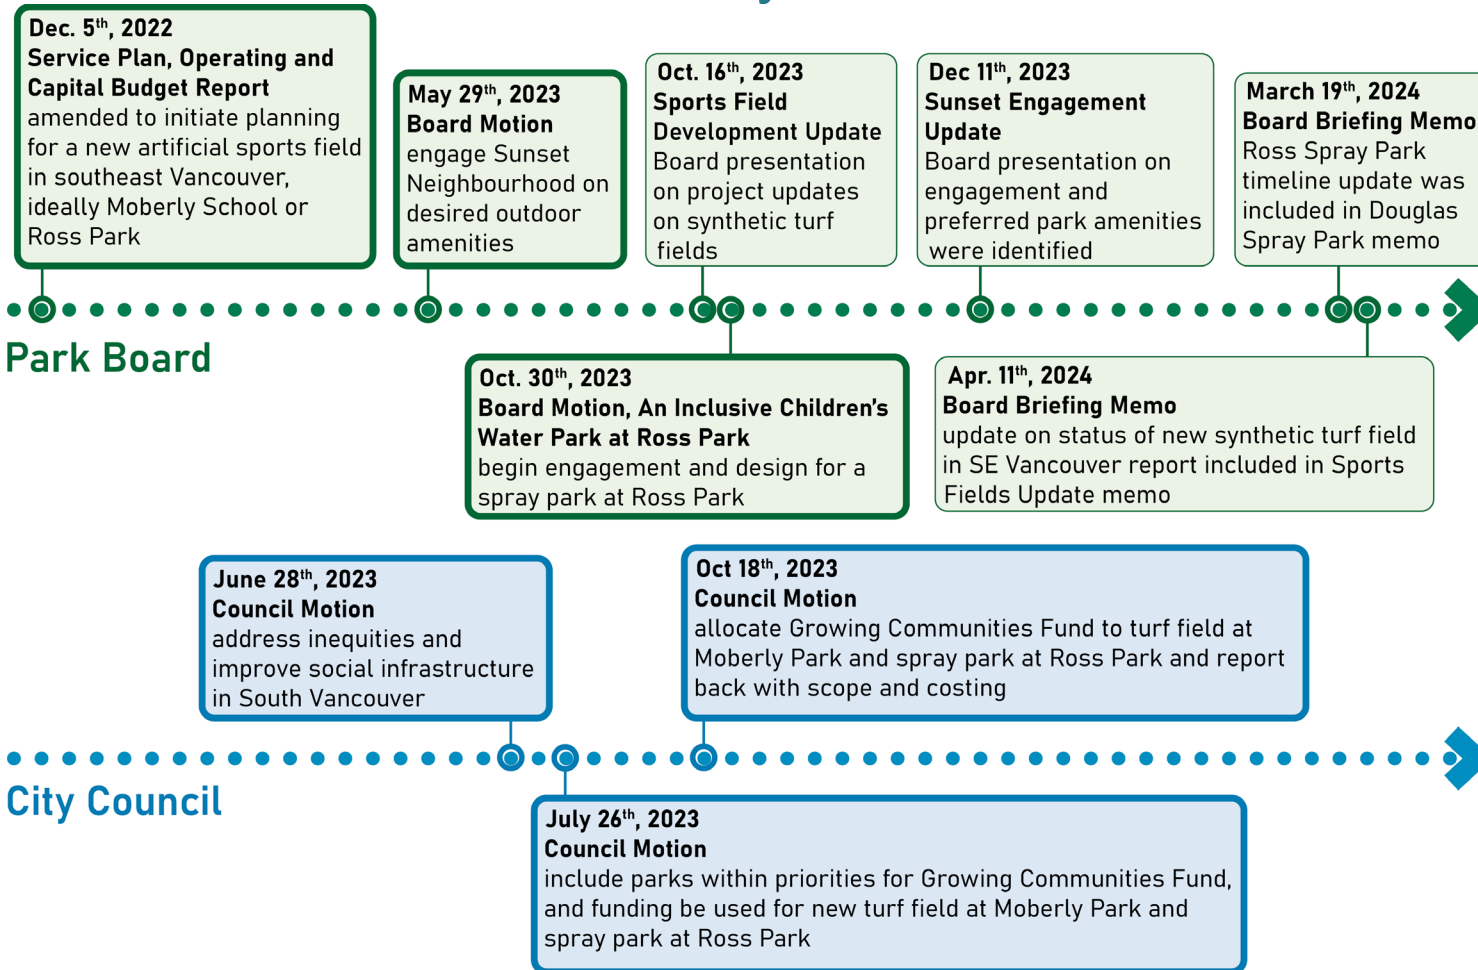 Dec. 5th, 2022
Service Plan, Operating and
Capital Budget Report
amended to initiate planning
for a new artificial sports field
in southeast Vancouver,
ideally Moberly School or
Ross Park
May 29th, 2023
Board Motion
engage Sunset
Neighbourhood on
desired outdoor
amenities
Oct. 16th, 2023
Sports Field
Development Update
Board presentation
on project updates
on synthetic turf
fields
Dec 11th, 2023
Sunset Engagement
Update
Board presentation on
engagement and
preferred park amenities
were identified
March 19th, 2024
Board Briefing Memo
Ross Spray Park
timeline update was
included in Douglas
Spray Park memo
Park Board
Oct. 30th, 2023
Board Motion, An Inclusive Children's
Water Park at Ross Park
begin engagement and design for a
spray park at Ross Park
Apr. 11th, 2024
Board Briefing Memo
update on status of new synthetic turf field
in SE Vancouver report included in Sports
Fields Update memo
June 28th, 2023
Council Motion
address inequities and
improve social infrastructure
in South Vancouver
Oct 18th, 2023
Council Motion
allocate Growing Communities Fund to turf field at
Moberly Park and spray park at Ross Park and report
back with scope and costing
City Council
July 26th, 2023
Council Motion
include parks within priorities for Growing Communities Fund,
and funding be used for new turf field at Moberly Park and
spray park at Ross Park